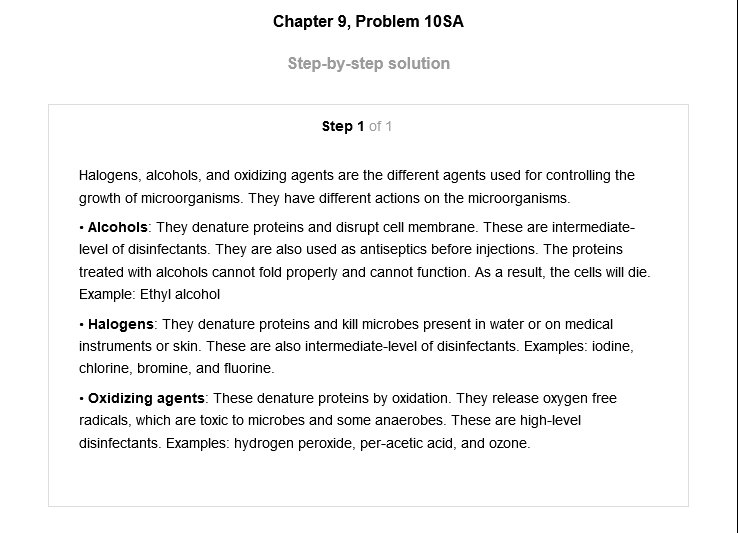 Chapter 9, Problem 10SA
Step-by-step solution
Step 1 of 1
Halogens, alcohols, and oxidizing agents are the different agents used for controlling the
growth of microorganisms. They have different actions on the microorganisms.
• Alcohols: They denature proteins and disrupt cell membrane. These are intermediate-
level of disinfectants. They are also used as antiseptics before injections. The proteins
treated with alcohols cannot fold properly and cannot function. As a result, the cells will die.
Example: Ethyl alcohol
• Halogens: They denature proteins and kill microbes present in water or on medical
instruments or skin. These are also intermediate-level of disinfectants. Examples: iodine,
chlorine, bromine, and fluorine.
• Oxidizing agents: These denature proteins by oxidation. They release oxygen free
radicals, which are toxic to microbes and some anaerobes. These are high-level
disinfectants. Examples: hydrogen peroxide, per-acetic acid, and ozone.